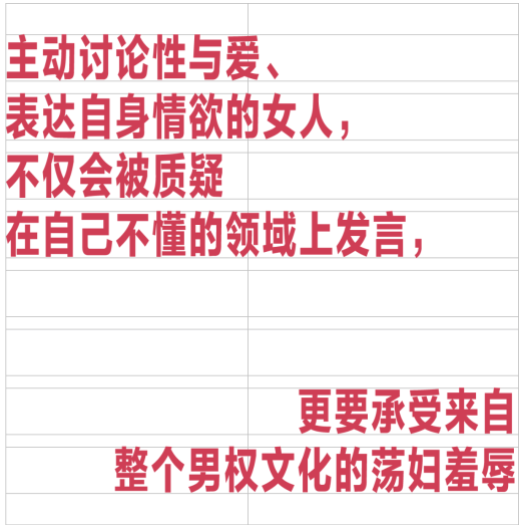 主动讨论性与爱、
表达自身情欲的女人，
不仅会被质疑
在自己不懂的领域上发言，
更要承受来自
整个男权文化的荡妇羞辱